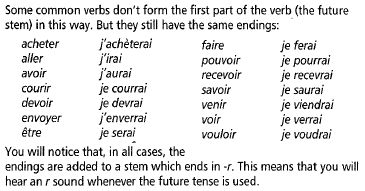 Some common verbs don't form the first part of the verb (the future
stem) in this way. But they still have the same endings:
acheter j'achèterai faire je ferai
aller j'irai pouvoir je pourrai
avoir j'aurai recevoir je recevrai
courir je courrai savoir je saurai
devoir je devrai venir je viendrai
envoyer j'enverrai voir je verrai
être je serai vouloir je voudrai
You will notice that, in all cases, the
endings are added to a stem which ends in -r. This means that you will
hear an r sound whenever the future tense is used.